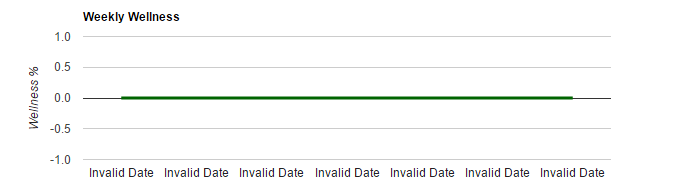 Weekly Wellness
1.0
0.5
0.0
-0.5
-1.0
Wellness %
Invalid Date Invalid Date Invalid Date Invalid Date Invalid Date Invalid Date Invalid Date